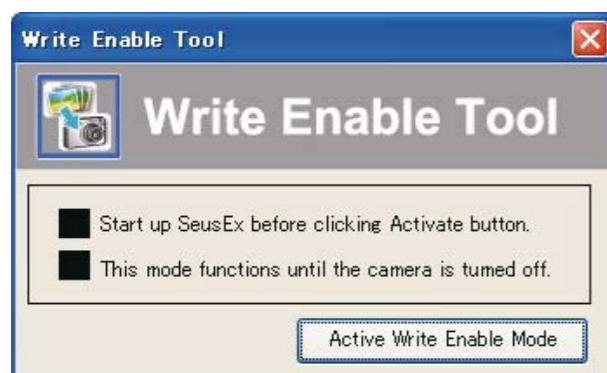 Write Enable Tool
Write Enable Tool
Start up SeusEx before clicking Activate button.
This mode functions until the camera is turned off.
Active Write Enable Mode